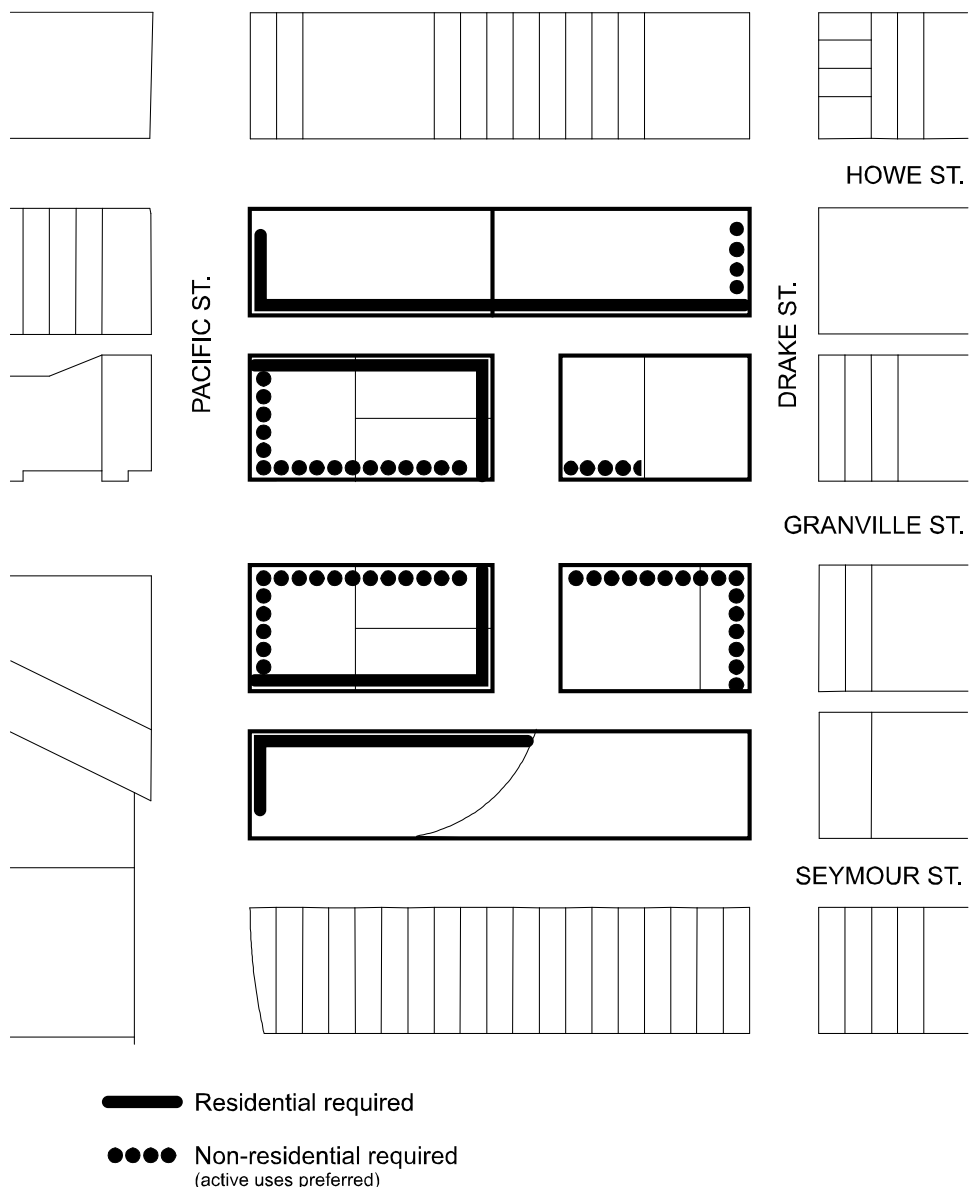 HOWE ST.
PACIFIC ST.
DRAKE ST.
GRANVILLE ST.
SEYMOUR ST.
Residential required
Non-residential required
(active uses preferred)